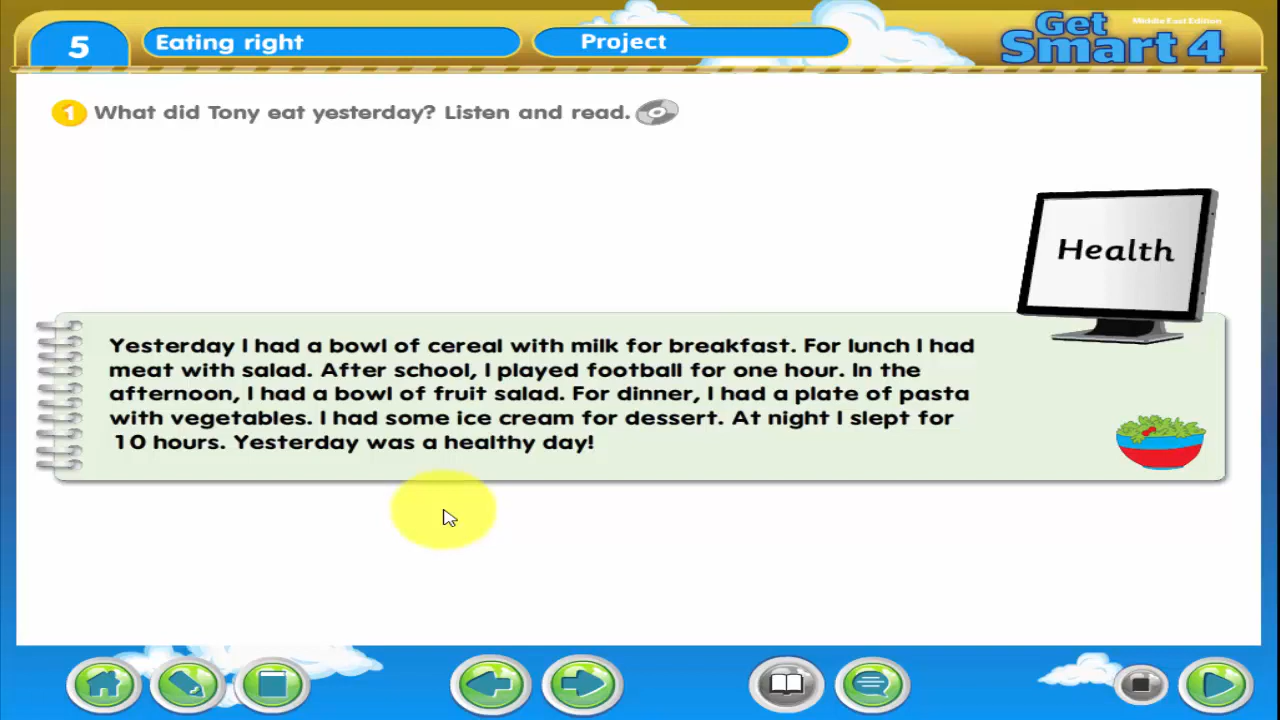 5
Eating right
Project
Middle East Edition
Get
Smart 4
1 What did Tony eat yesterday? Listen and read.
Health
Yesterday I had a bowl of cereal with milk for breakfast. For lunch I had
meat with salad. After school, I played football for one hour. In the
afternoon, I had a bowl of fruit salad. For dinner, I had a plate of pasta
with vegetables. I had some ice cream for dessert. At night I slept for
10 hours. Yesterday was a healthy day!